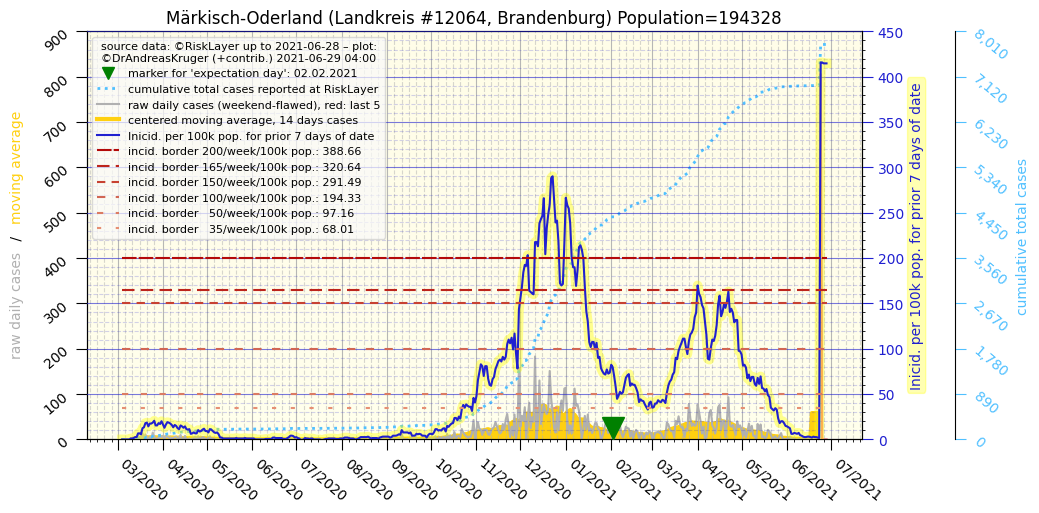 Märkisch-Oderland (Landkreis #12064, Brandenburg) Population=194328
source data: ©RiskLayer up to 2021-06-28 – plot:
©DrAndreasKruger (+contrib.) 2021-06-29 04:00
marker for 'expectation day': 02.02.2021
cumulative total cases reported at RiskLayer
raw daily cases (weekend-flawed), red: last 5
centered moving average, 14 days cases
Inicid. per 100k pop. for prior 7 days of date
incid. border 200/week/100k pop.: 388.66
incid. border 165/week/100k pop.: 320.64
incid. border 150/week/100k pop.: 291.49
incid. border 100/week/100k pop.: 194.33
incid. border 50/week/100k pop.: 97.16
incid. border 35/week/100k pop.: 68.01
raw daily cases / moving average
900
800
700
600
500
400
300
200
100
0
03/2020
04/2020
05/2020
06/2020
07/2020
08/2020
09/2020
10/2020
11/2020
12/2020
01/2021
02/2021
03/2021
04/2021
05/2021
06/2021
07/2021
450
400
350
300
250
200
150
100
50
0
Inicid. per 100k pop. for prior 7 days of date
8,010
7,120
6,230
5,340
4,450
3,560
2,670
1,780
890
0
cumulative total cases